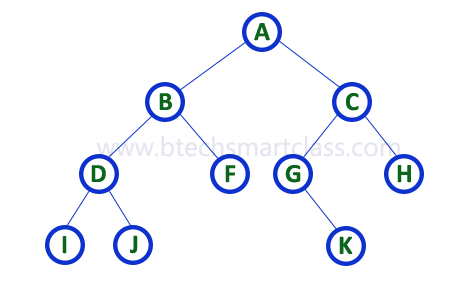 A
B C
www.btechsmartclass.com
D F G H
I J K